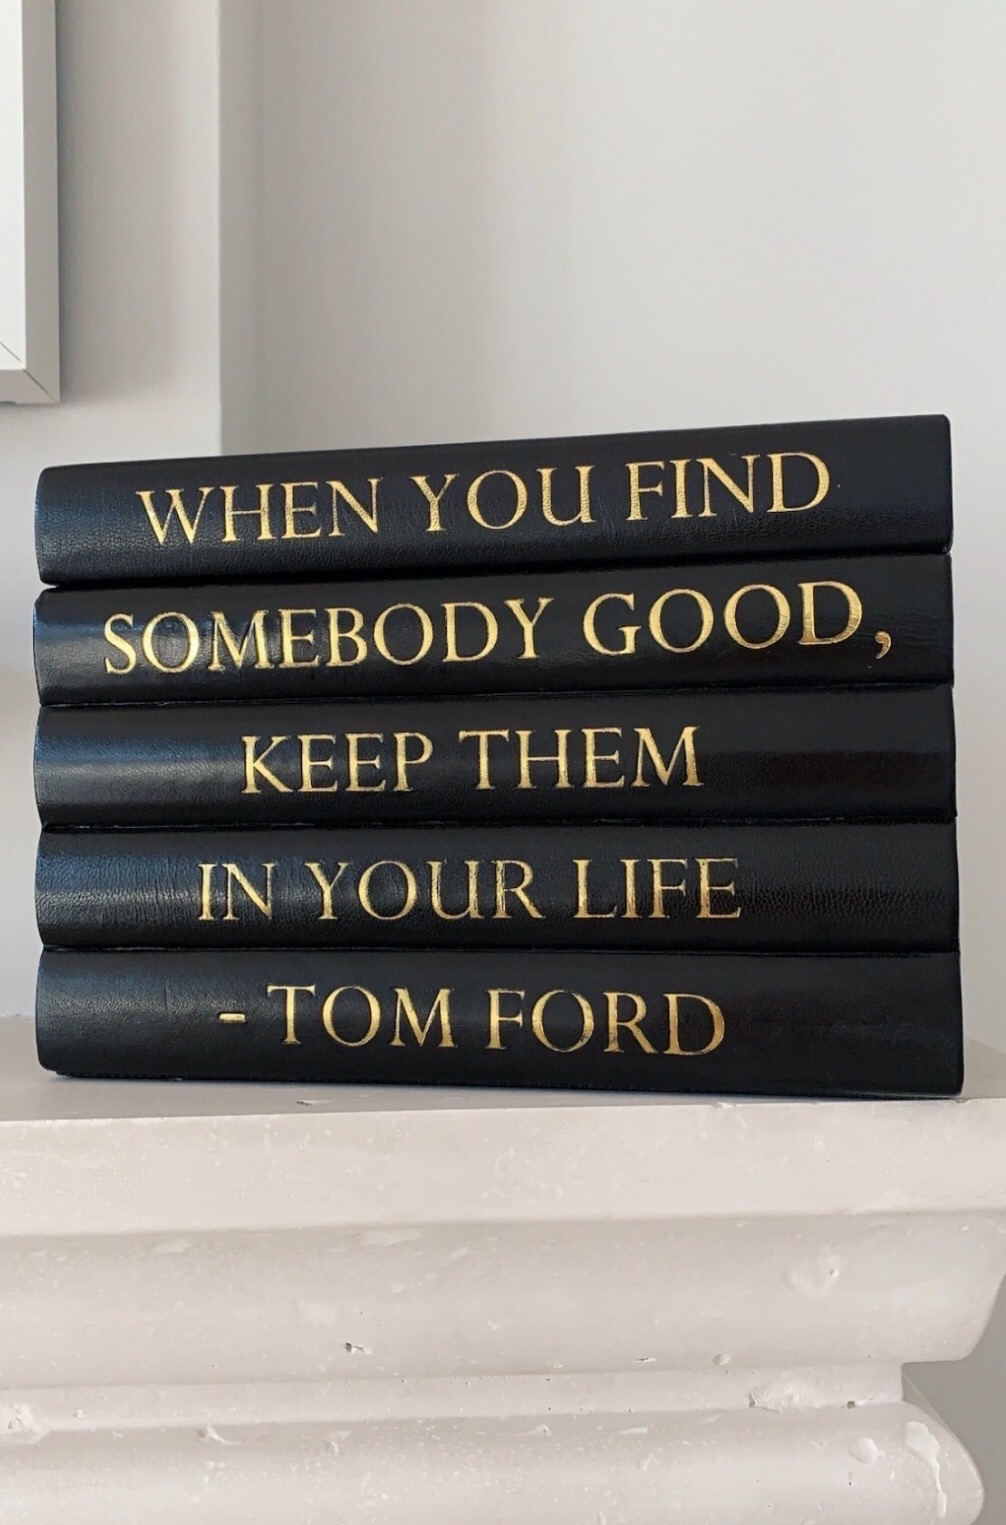 WHEN YOU FIND
SOMEBODY GOOD,
KEEP THEM
IN YOUR LIFE
- TOM FORD